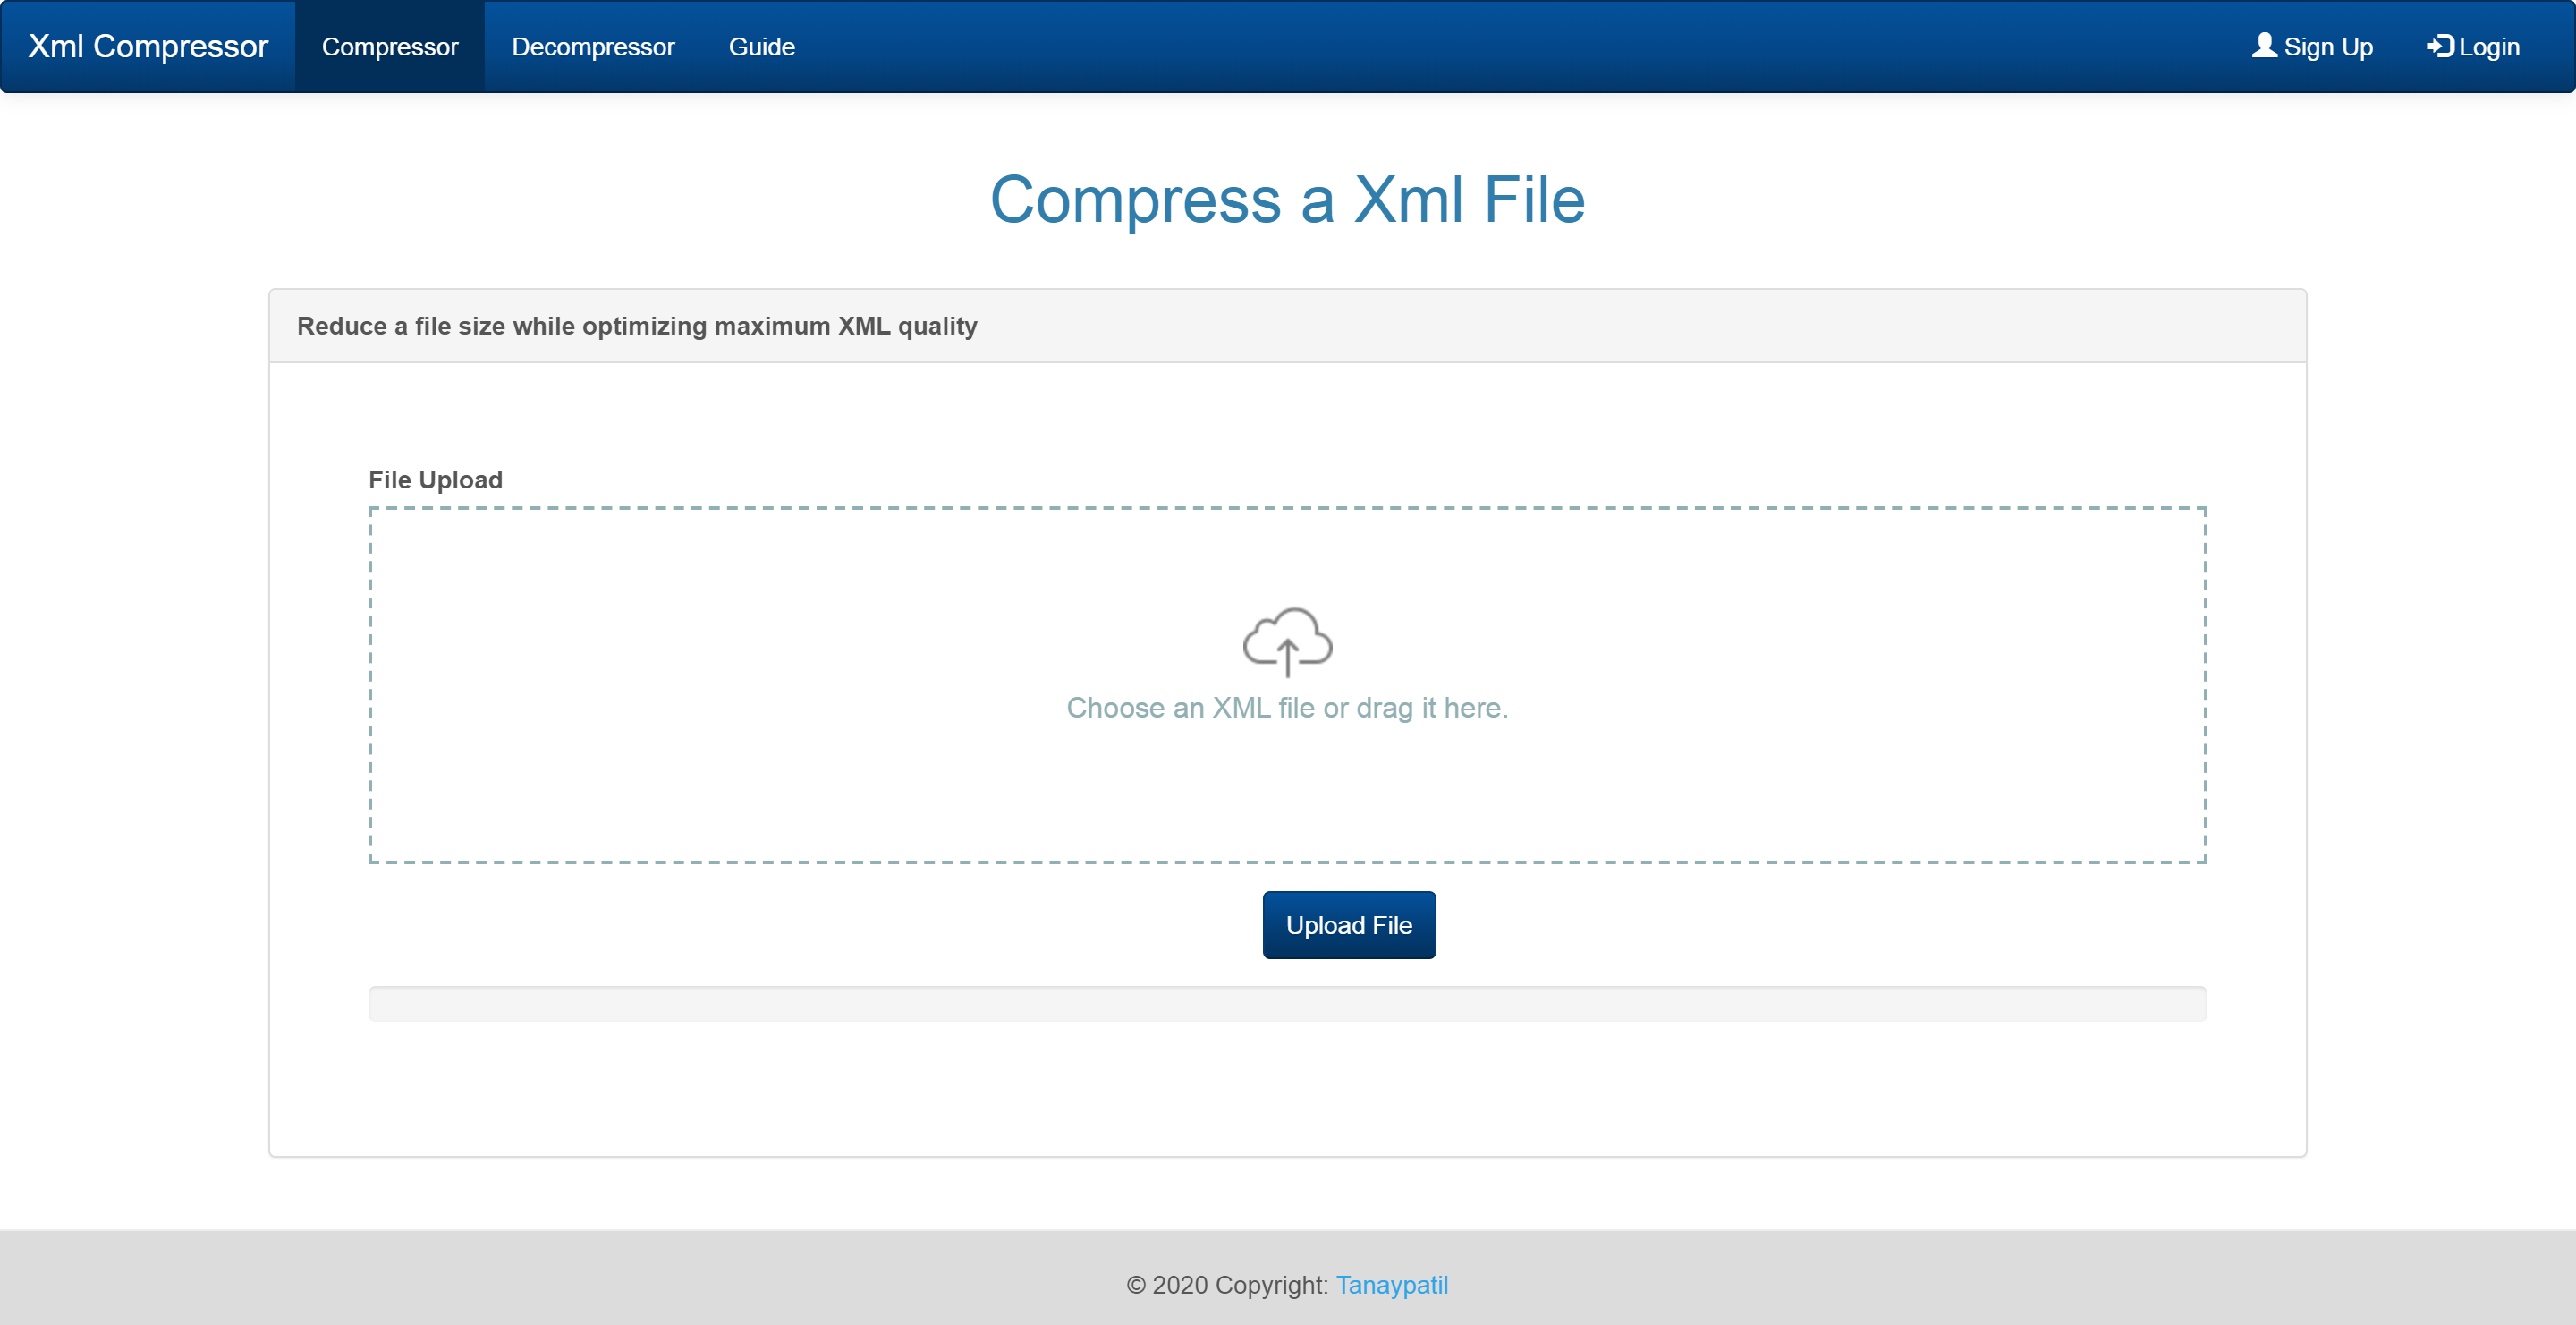 Xml Compressor Compressor Decompressor Guide Sign Up Login
Compress a Xml File
Reduce a file size while optimizing maximum XML quality
File Upload
Choose an XML file or drag it here.
Upload File
© 2020 Copyright: Tanaypatil